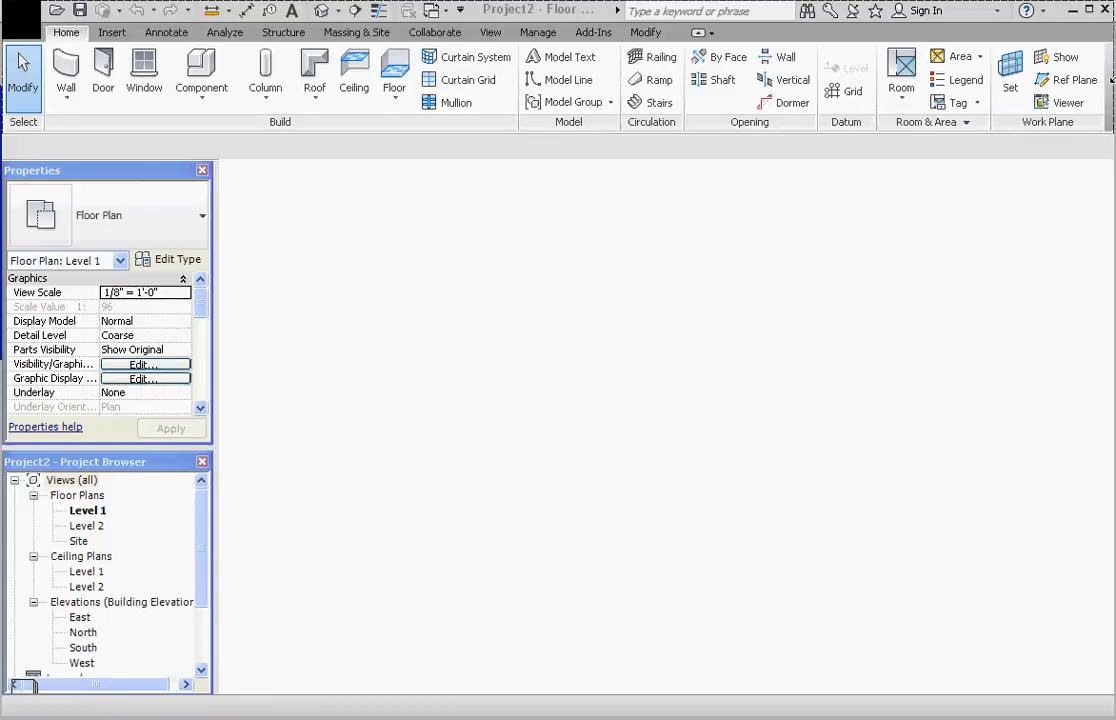 Project2 - Floor ...
Type a keyword or phrase
Sign In
Home Insert Annotate Analyze Structure Massing & Site Collaborate View Manage Add-Ins Modify
Modify
Wall
Door
Window
Component
Column
Roof
Ceiling
Floor
Curtain System
Curtain Grid
Mullion
Model Text
Model Line
Model Group
Railing
Ramp
Stairs
By Face
Shaft
Wall
Vertical
Dormer
Level
Grid
Room
Area
Legend
Tag
Set
Show
Ref Plane
Viewer
Select Build Model Circulation Opening Datum Room & Area Work Plane
Properties
Floor Plan
Floor Plan: Level 1 Edit Type
Graphics
View Scale 1/8" = 1'-0"
Scale Value 1: 96
Display Model Normal
Detail Level Coarse
Parts Visibility Show Original
Visibility/Graphi... Edit...
Graphic Display ... Edit...
Underlay None
Underlay Orient... Plan
Properties help Apply
Project2 - Project Browser
Views (all)
Floor Plans
Level 1
Level 2
Site
Ceiling Plans
Level 1
Level 2
Elevations (Building Elevation
East
North
South
West